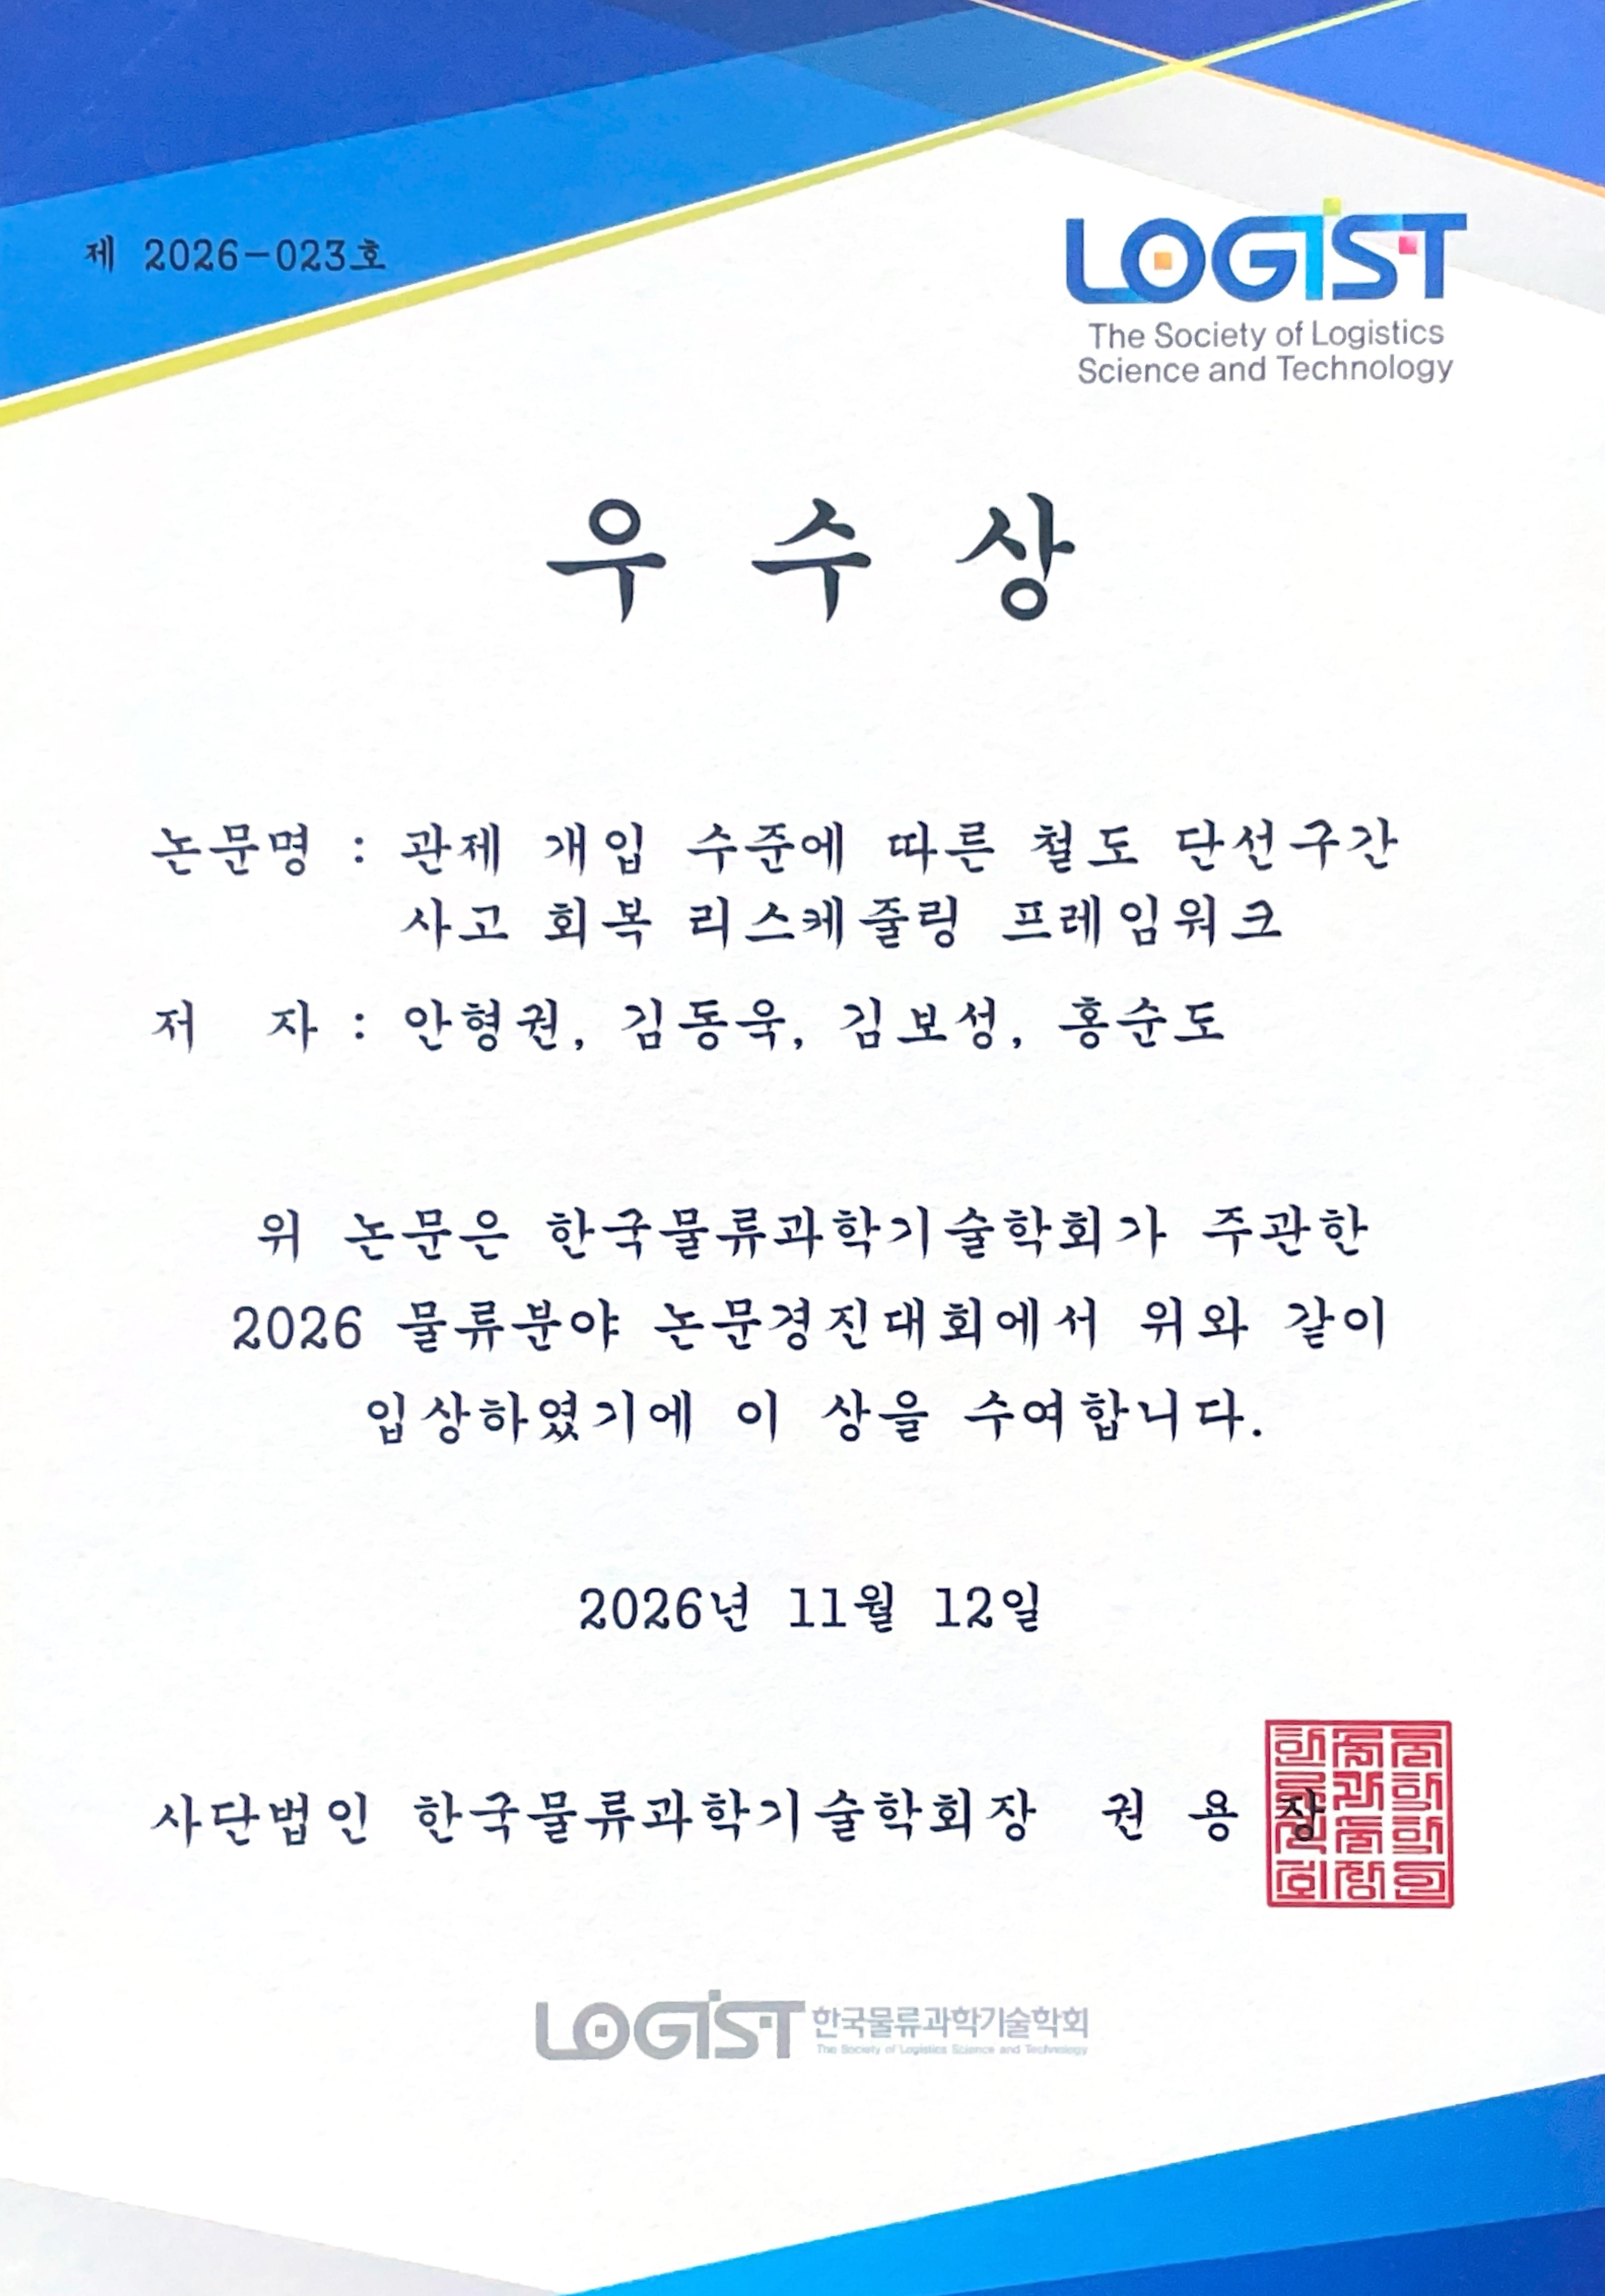 제 2026-023호
LOGIST
The Society of Logistics
Science and Technology
우 수 상
논문명 : 관제 개입 수준에 따른 철도 단선구간
사고 회복 리스케줄링 프레임워크
저 자 : 안형권, 김동욱, 김보성, 홍순도
위 논문은 한국물류과학기술학회가 주관한
2026 물류분야 논문경진대회에서 위와 같이
입상하였기에 이 상을 수여합니다.
2026년 11월 12일
사단법인 한국물류과학기술학회장 권 용 장
LOGIST 한국물류과학기술학회
The Society of Logistics Science and Technology